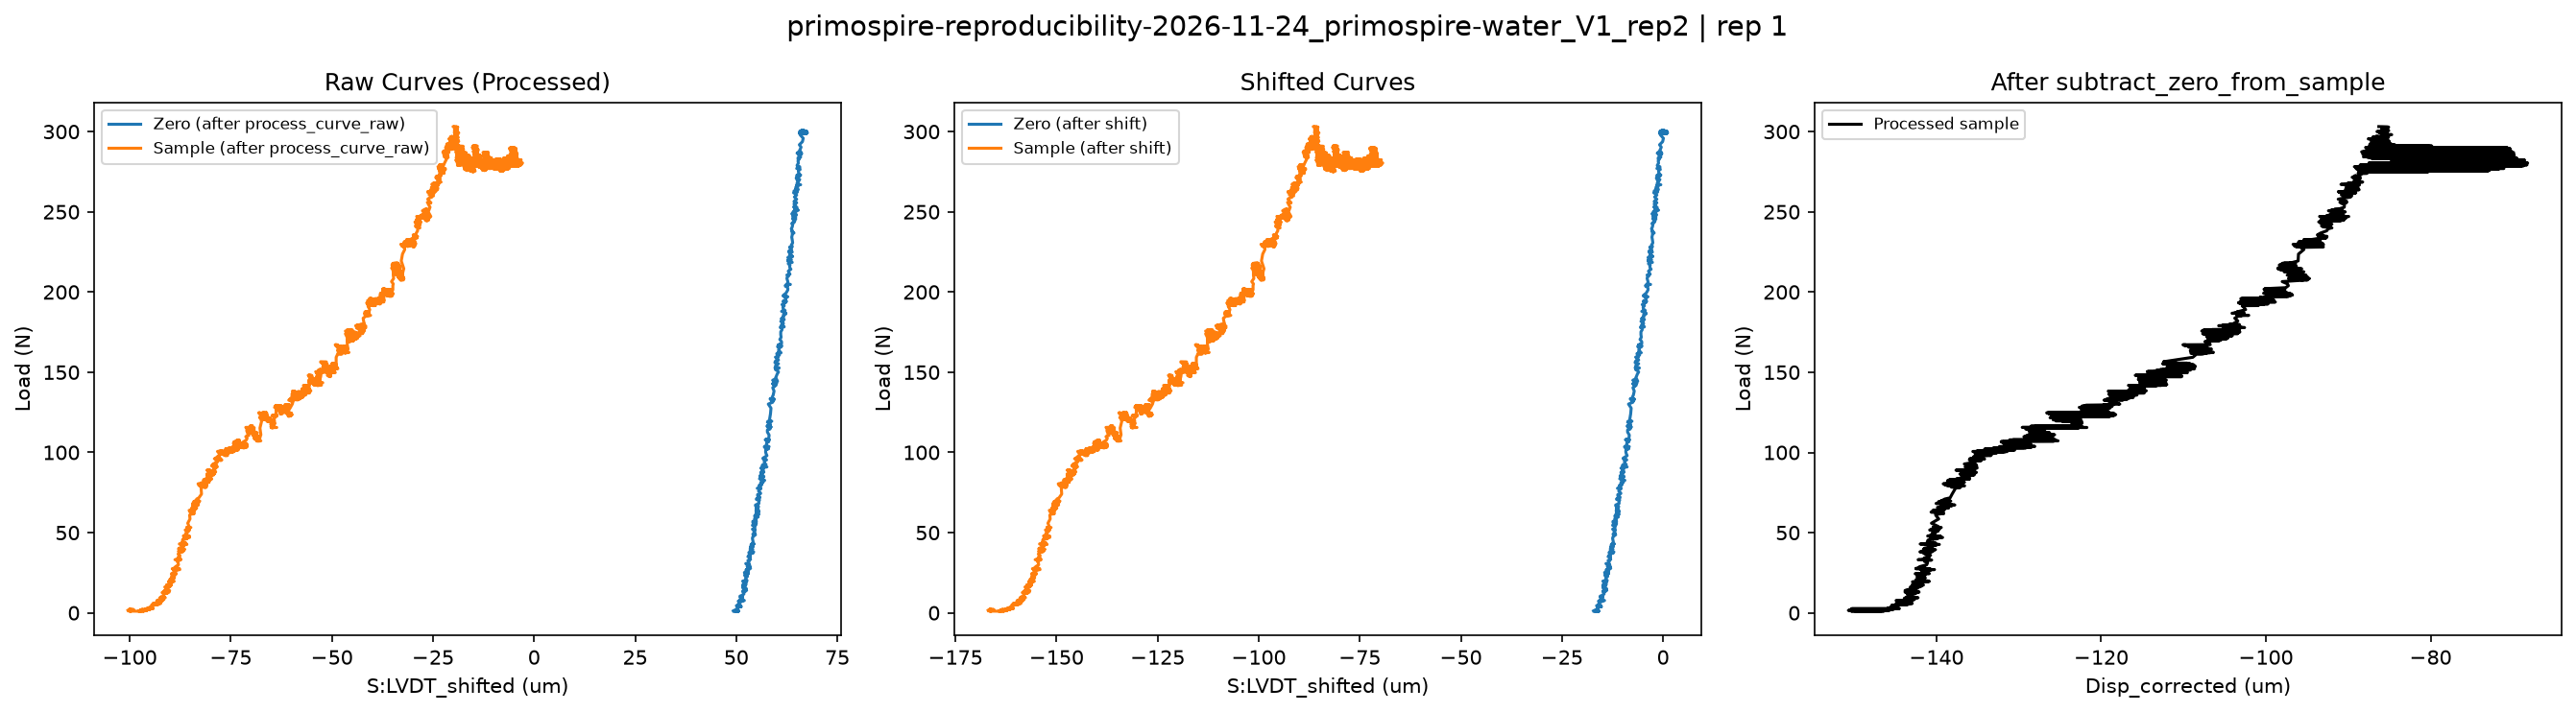 primospire-reproducibility-2026-11-24_primospire-water_V1_rep2 | rep 1
Raw Curves (Processed)
Zero (after process_curve_raw)
Sample (after process_curve_raw)
300
250
200
150
100
50
0
Load (N)
−100
−75
−50
−25
0
25
50
75
S:LVDT_shifted (um)
Shifted Curves
Zero (after shift)
Sample (after shift)
300
250
200
150
100
50
0
Load (N)
−175
−150
−125
−100
−75
−50
−25
0
S:LVDT_shifted (um)
After subtract_zero_from_sample
Processed sample
300
250
200
150
100
50
0
Load (N)
−140
−120
−100
−80
Disp_corrected (um)